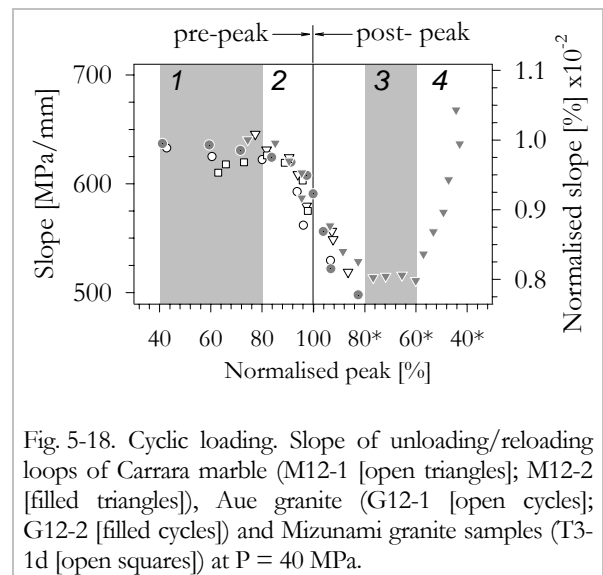 pre-peak post- peak
700
600
500
Slope [MPa/mm]
1 2 3 4
1.1
1.0
0.9
0.8
Normalised slope [%] x10-2
40 60 80 100 80* 60* 40*
Normalised peak [%]
Fig. 5-18. Cyclic loading. Slope of unloading/reloading
loops of Carrara marble (M12-1 [open triangles]; M12-2
[filled triangles]), Aue granite (G12-1 [open cycles];
G12-2 [filled cycles]) and Mizunami granite samples (T3-
1d [open squares]) at P = 40 MPa.